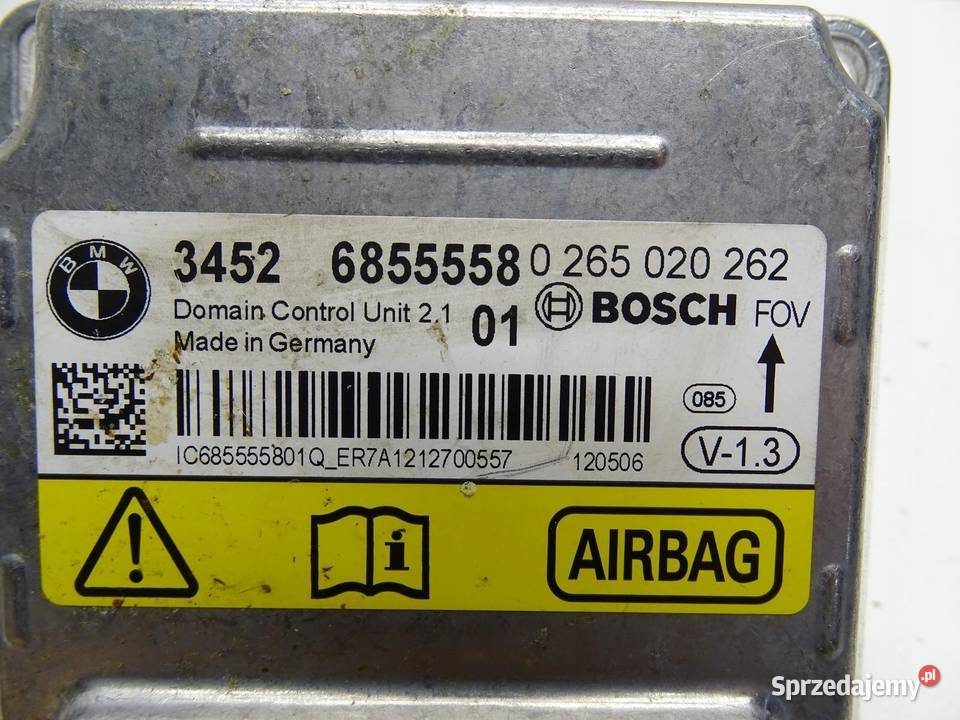 BMW
3452 6855558
0 265 020 262
Domain Control Unit 2.1
01
BOSCH FOV
Made in Germany
085
IC685555801Q_ER7A1212700557
120506
V-1.3
i
AIRBAG
Sprzedajemy.pl